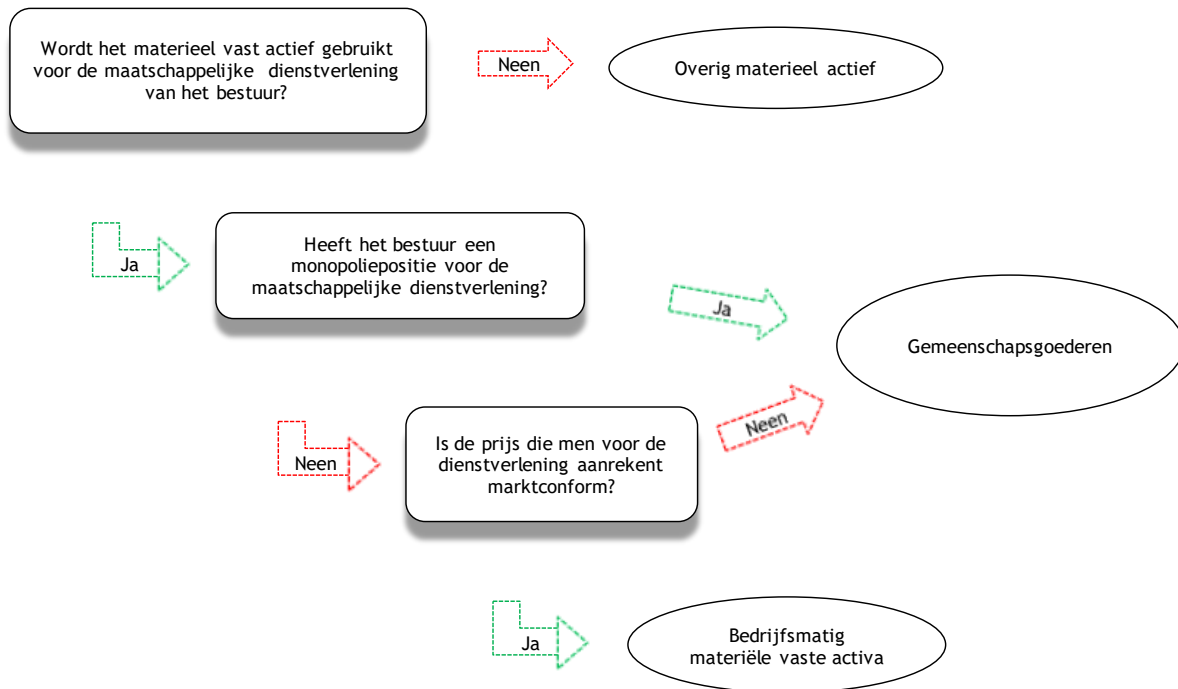 Wordt het materieel vast actief gebruikt
voor de maatschappelijke dienstverlening
van het bestuur?
Neen
Overig materieel actief
Ja
Heeft het bestuur een
monopoliepositie voor de
maatschappelijke dienstverlening?
Ja
Gemeenschapsgoederen
Neen
Is de prijs die men voor de
dienstverlening aanrekent
marktconform?
Neen
Ja
Bedrijfsmatig
materiële vaste activa